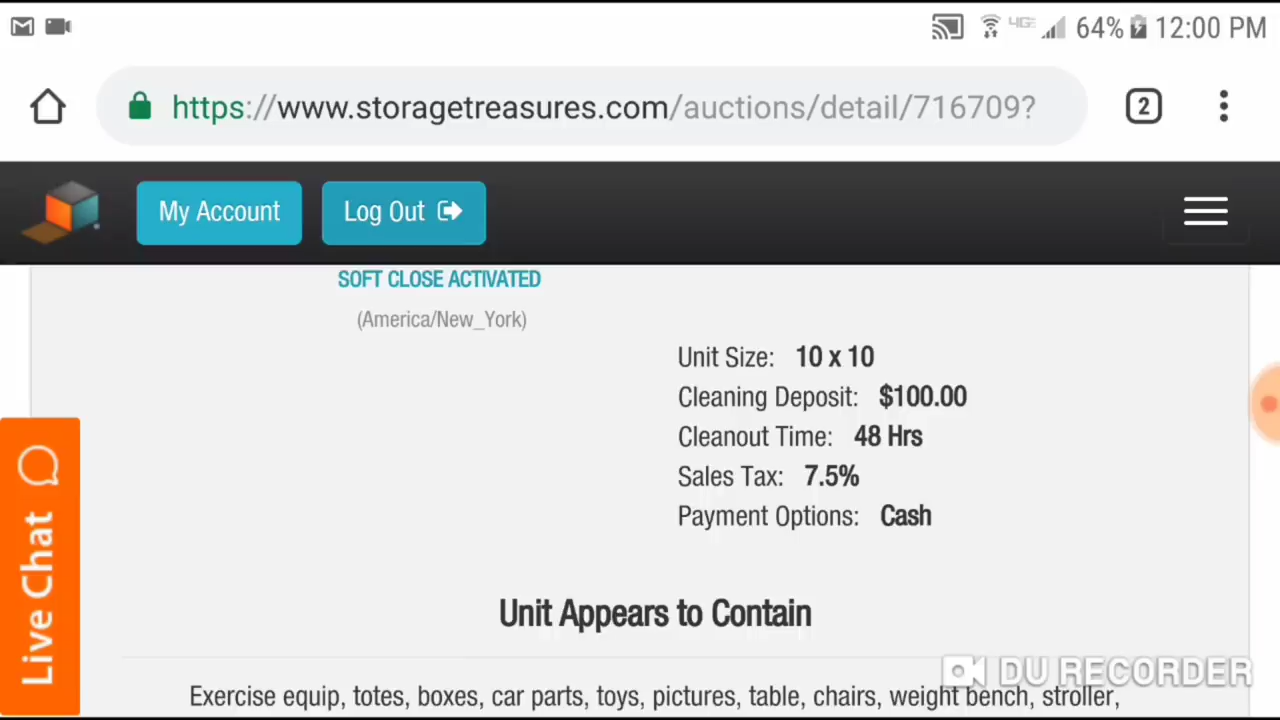 4GE 64% 12:00 PM
https://www.storagetreasures.com/auctions/detail/716709? 2
My Account Log Out
SOFT CLOSE ACTIVATED
(America/New_York)
Unit Size: 10 x 10
Cleaning Deposit: $100.00
Cleanout Time: 48 Hrs
Sales Tax: 7.5%
Payment Options: Cash
Live Chat
Unit Appears to Contain
DU RECORDER
Exercise equip, totes, boxes, car parts, toys, pictures, table, chairs, weight bench, stroller,